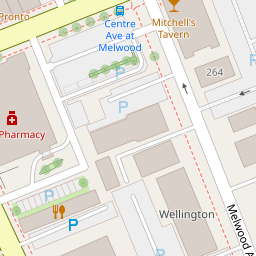 Pronto
Centre
Ave at
Melwood
Mitchell's
Tavern
P
264
P
Pharmacy
P
Wellington
P
Melwood A